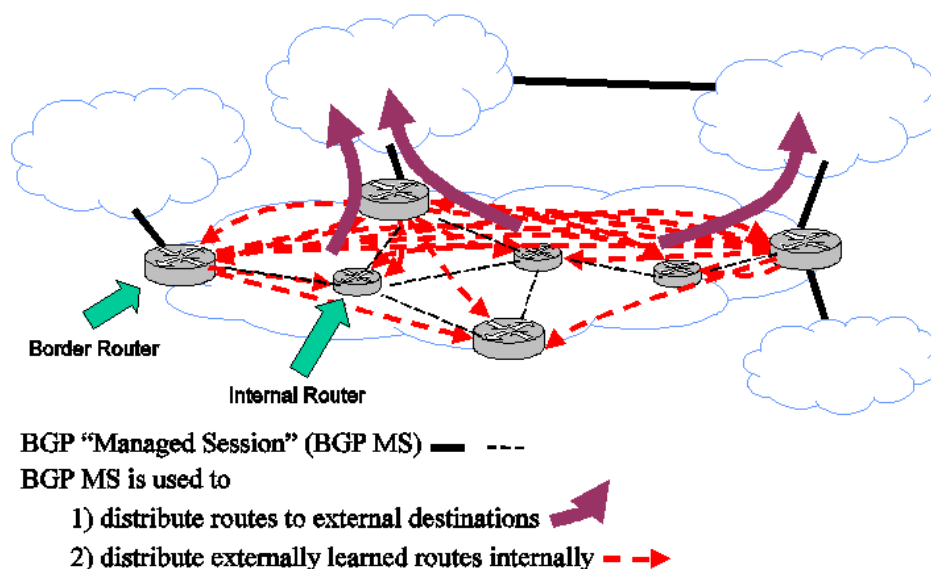 Border Router
Internal Router
BGP “Managed Session” (BGP MS)
BGP MS is used to
1) distribute routes to external destinations
2) distribute externally learned routes internally